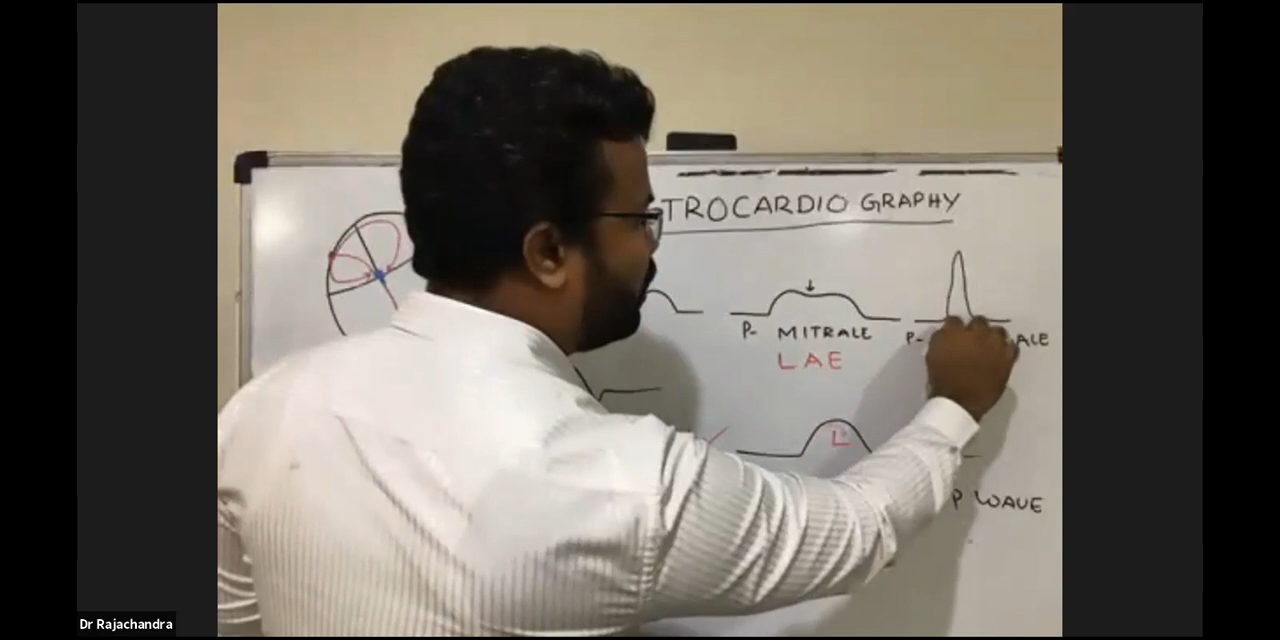 TROCARDIO GRAPHY
P- MITRALE
LAE
P- ALE
L
P WAVE
Dr Rajachandra